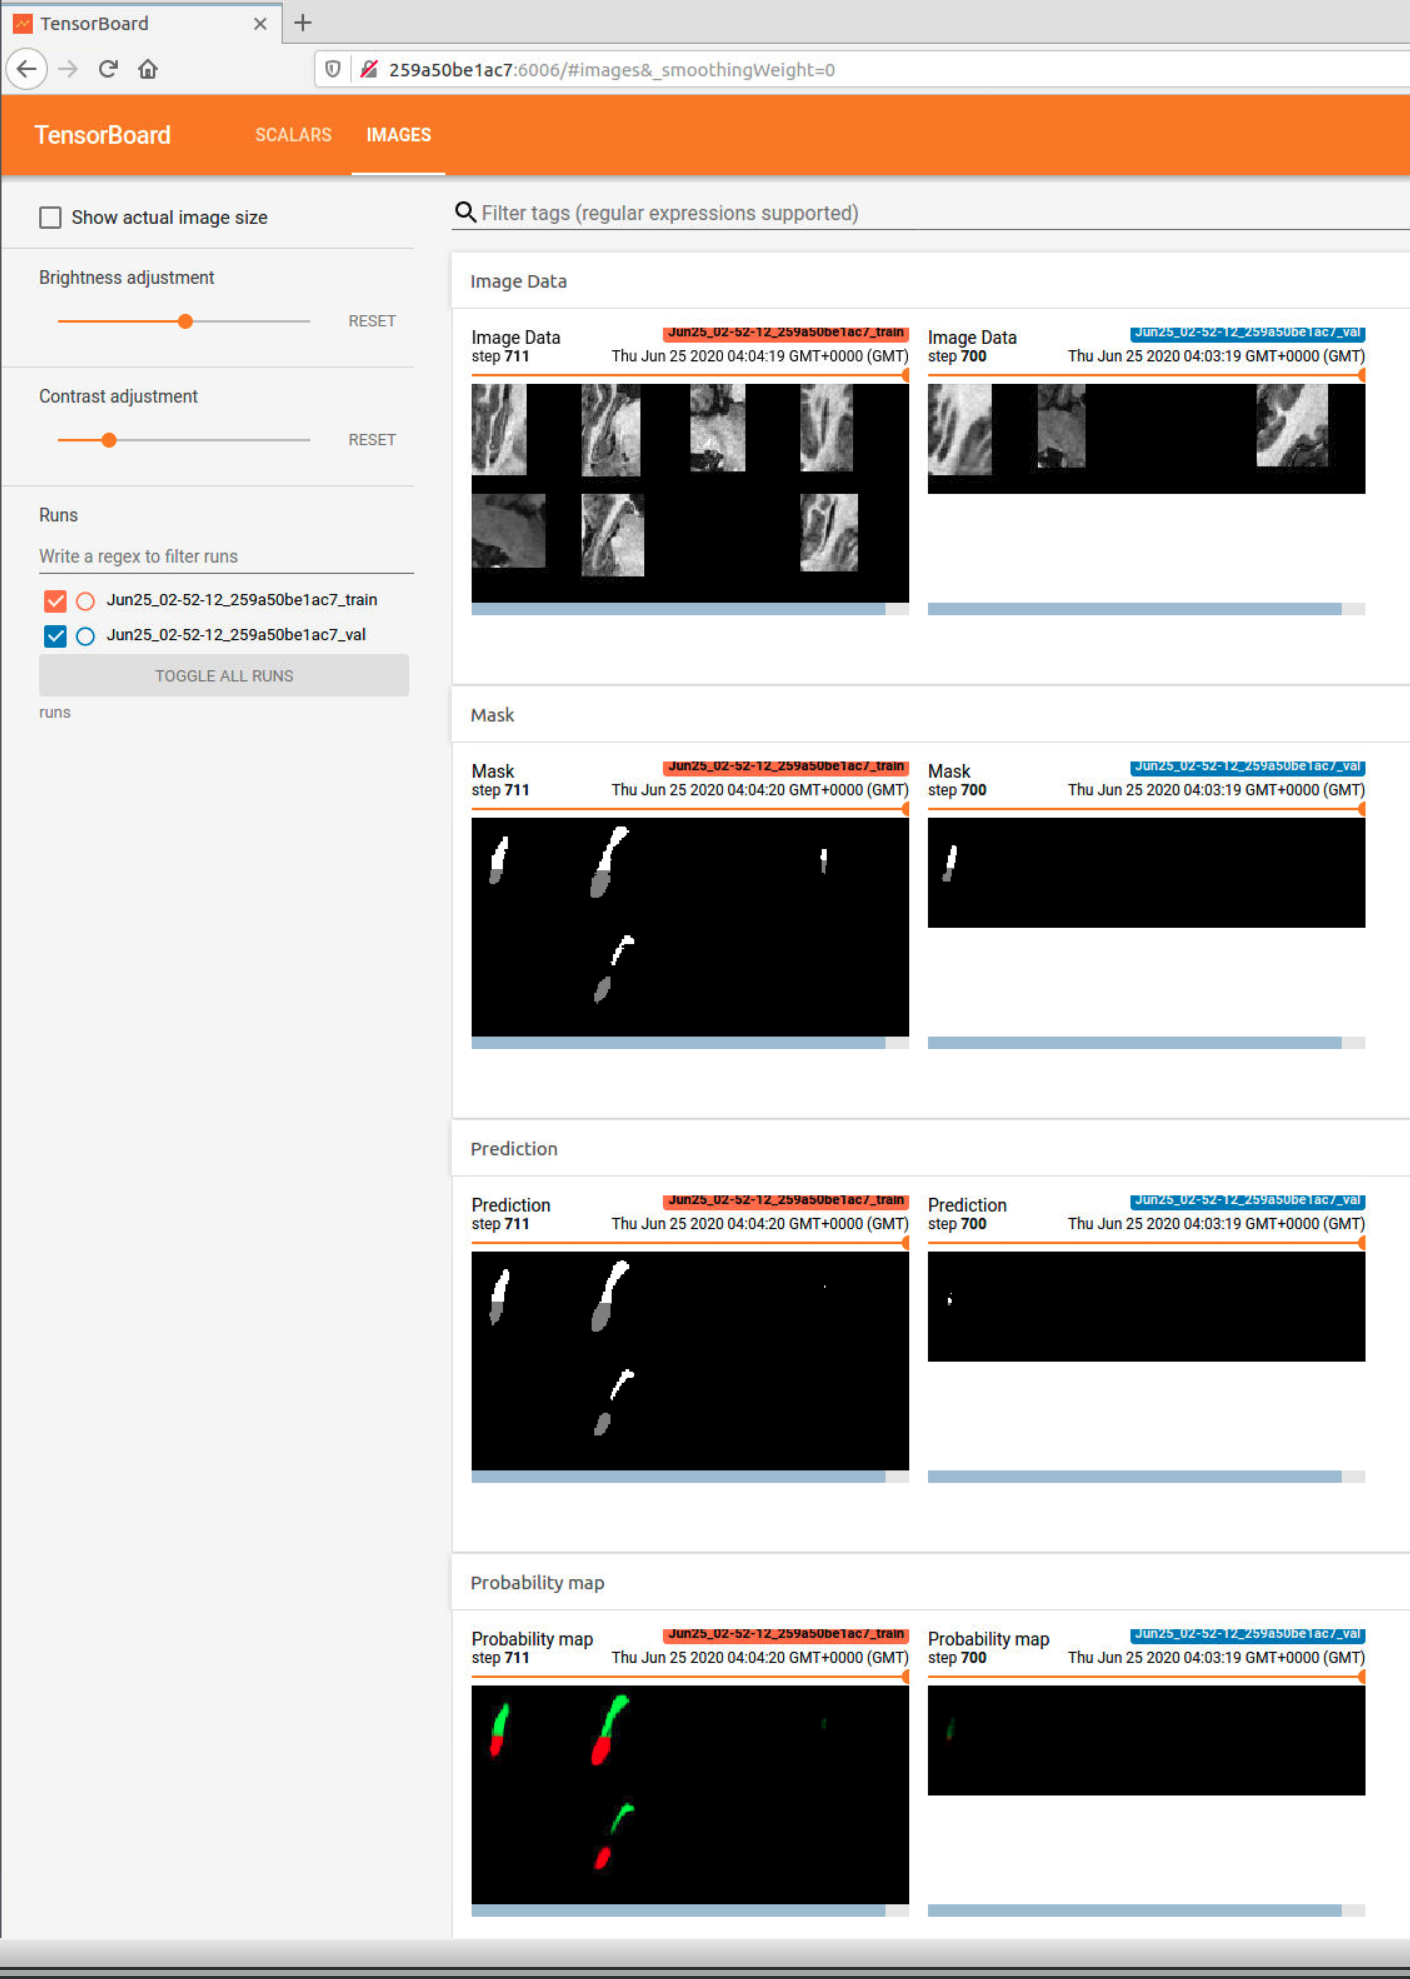 TensorBoard
259a50be1ac7:6006/#images&_smoothingWeight=0
TensorBoard SCALARS IMAGES
Show actual image size
Filter tags (regular expressions supported)
Brightness adjustment
RESET
Contrast adjustment
RESET
Runs
Write a regex to filter runs
Jun25_02-52-12_259a50be1ac7_train
Jun25_02-52-12_259a50be1ac7_val
TOGGLE ALL RUNS
runs
Image Data
Image Data Jun25_02-52-12_259a50be1ac7_train
step 711 Thu Jun 25 2020 04:04:19 GMT+0000 (GMT)
Image Data Jun25_02-52-12_259a50be1ac7_val
step 700 Thu Jun 25 2020 04:03:19 GMT+0000 (GMT)
Mask
Mask Jun25_02-52-12_259a50be1ac7_train
step 711 Thu Jun 25 2020 04:04:20 GMT+0000 (GMT)
Mask Jun25_02-52-12_259a50be1ac7_val
step 700 Thu Jun 25 2020 04:03:19 GMT+0000 (GMT)
Prediction
Prediction Jun25_02-52-12_259a50be1ac7_train
step 711 Thu Jun 25 2020 04:04:20 GMT+0000 (GMT)
Prediction Jun25_02-52-12_259a50be1ac7_val
step 700 Thu Jun 25 2020 04:03:19 GMT+0000 (GMT)
Probability map
Probability map Jun25_02-52-12_259a50be1ac7_train
step 711 Thu Jun 25 2020 04:04:20 GMT+0000 (GMT)
Probability map Jun25_02-52-12_259a50be1ac7_val
step 700 Thu Jun 25 2020 04:03:19 GMT+0000 (GMT)